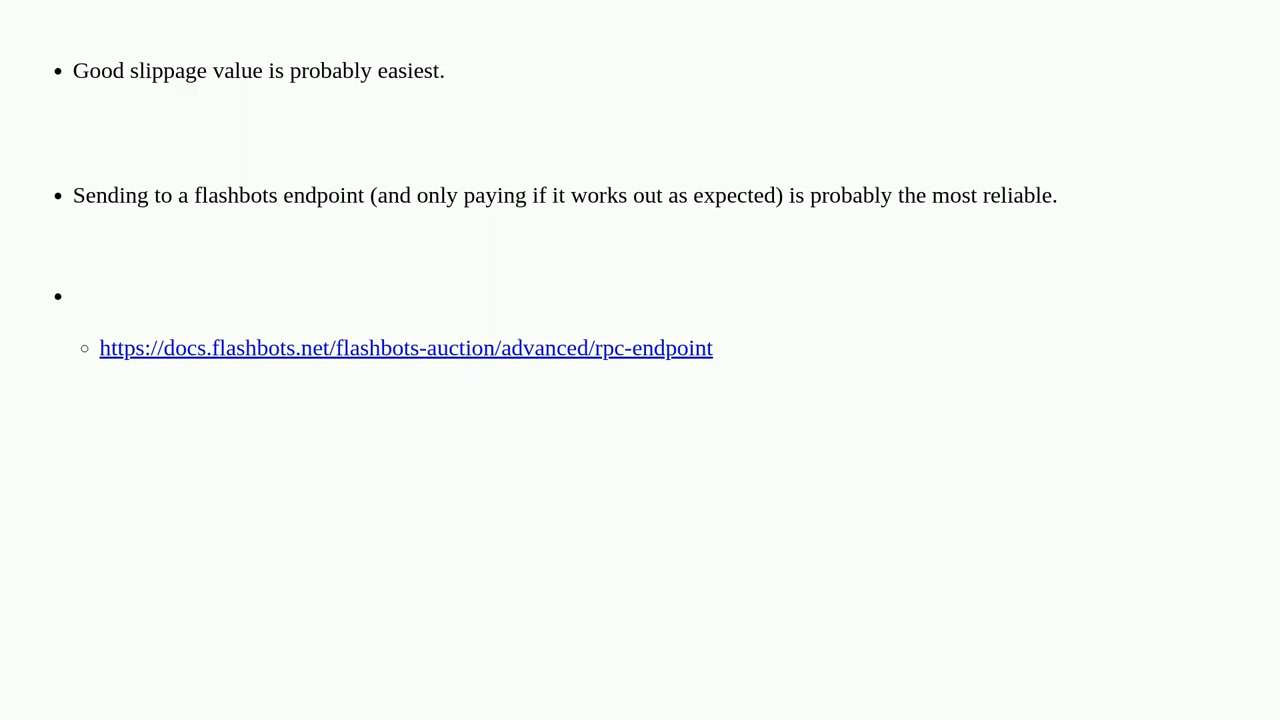 Good slippage value is probably easiest.
Sending to a flashbots endpoint (and only paying if it works out as expected) is probably the most reliable.
https://docs.flashbots.net/flashbots-auction/advanced/rpc-endpoint